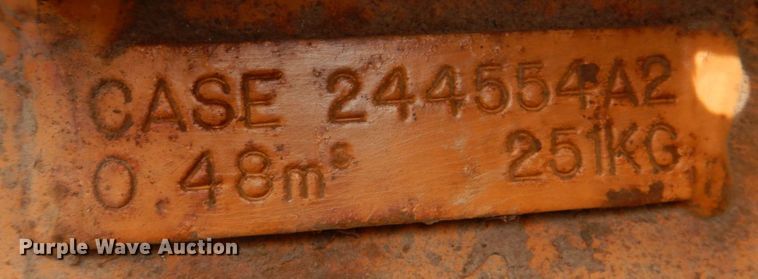 CASE 244554A2
0 48m³ 251KG
Purple Wave Auction